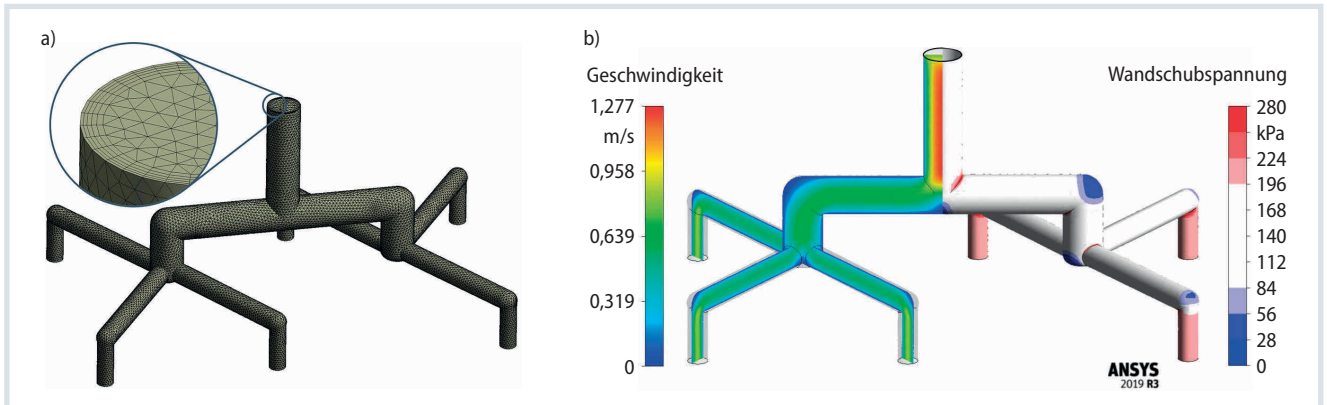 a)
b)
Geschwindigkeit
1,277
m/s
0,958
0,639
0,319
0
Wandschubspannung
280
kPa
224
196
168
140
112
84
56
28
0
ANSYS
2019 R3